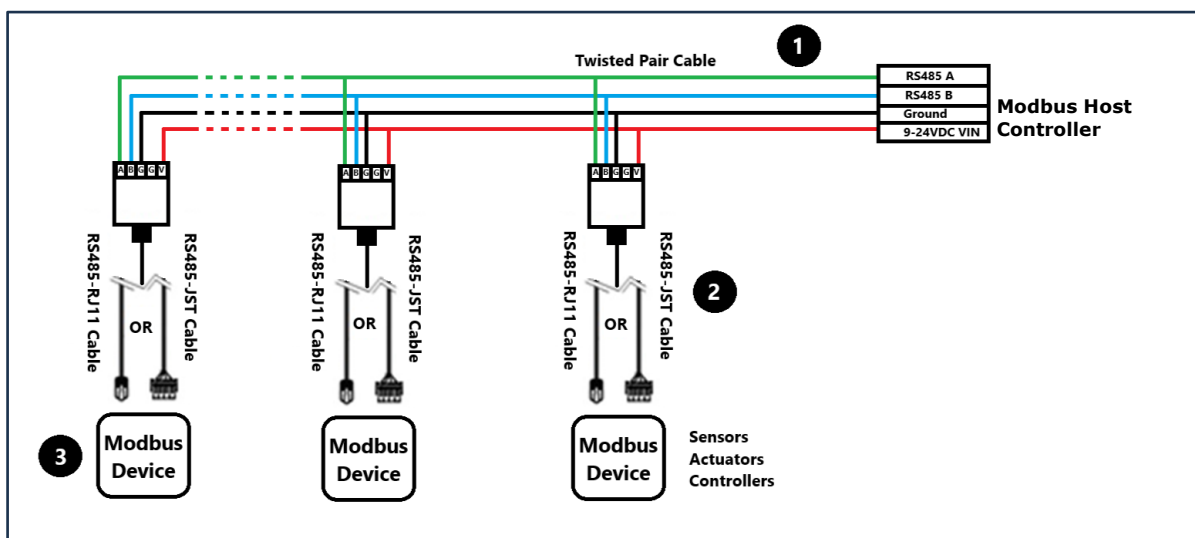 1
Twisted Pair Cable
RS485 A
RS485 B
Ground
9-24VDC VIN
Modbus Host
Controller
A B G G V
A B G G V
A B G G V
RS485-RJ11 Cable
OR
RS485-JST Cable
RS485-RJ11 Cable
OR
RS485-JST Cable
RS485-RJ11 Cable
OR
RS485-JST Cable
2
3
Modbus
Device
Modbus
Device
Modbus
Device
Sensors
Actuators
Controllers